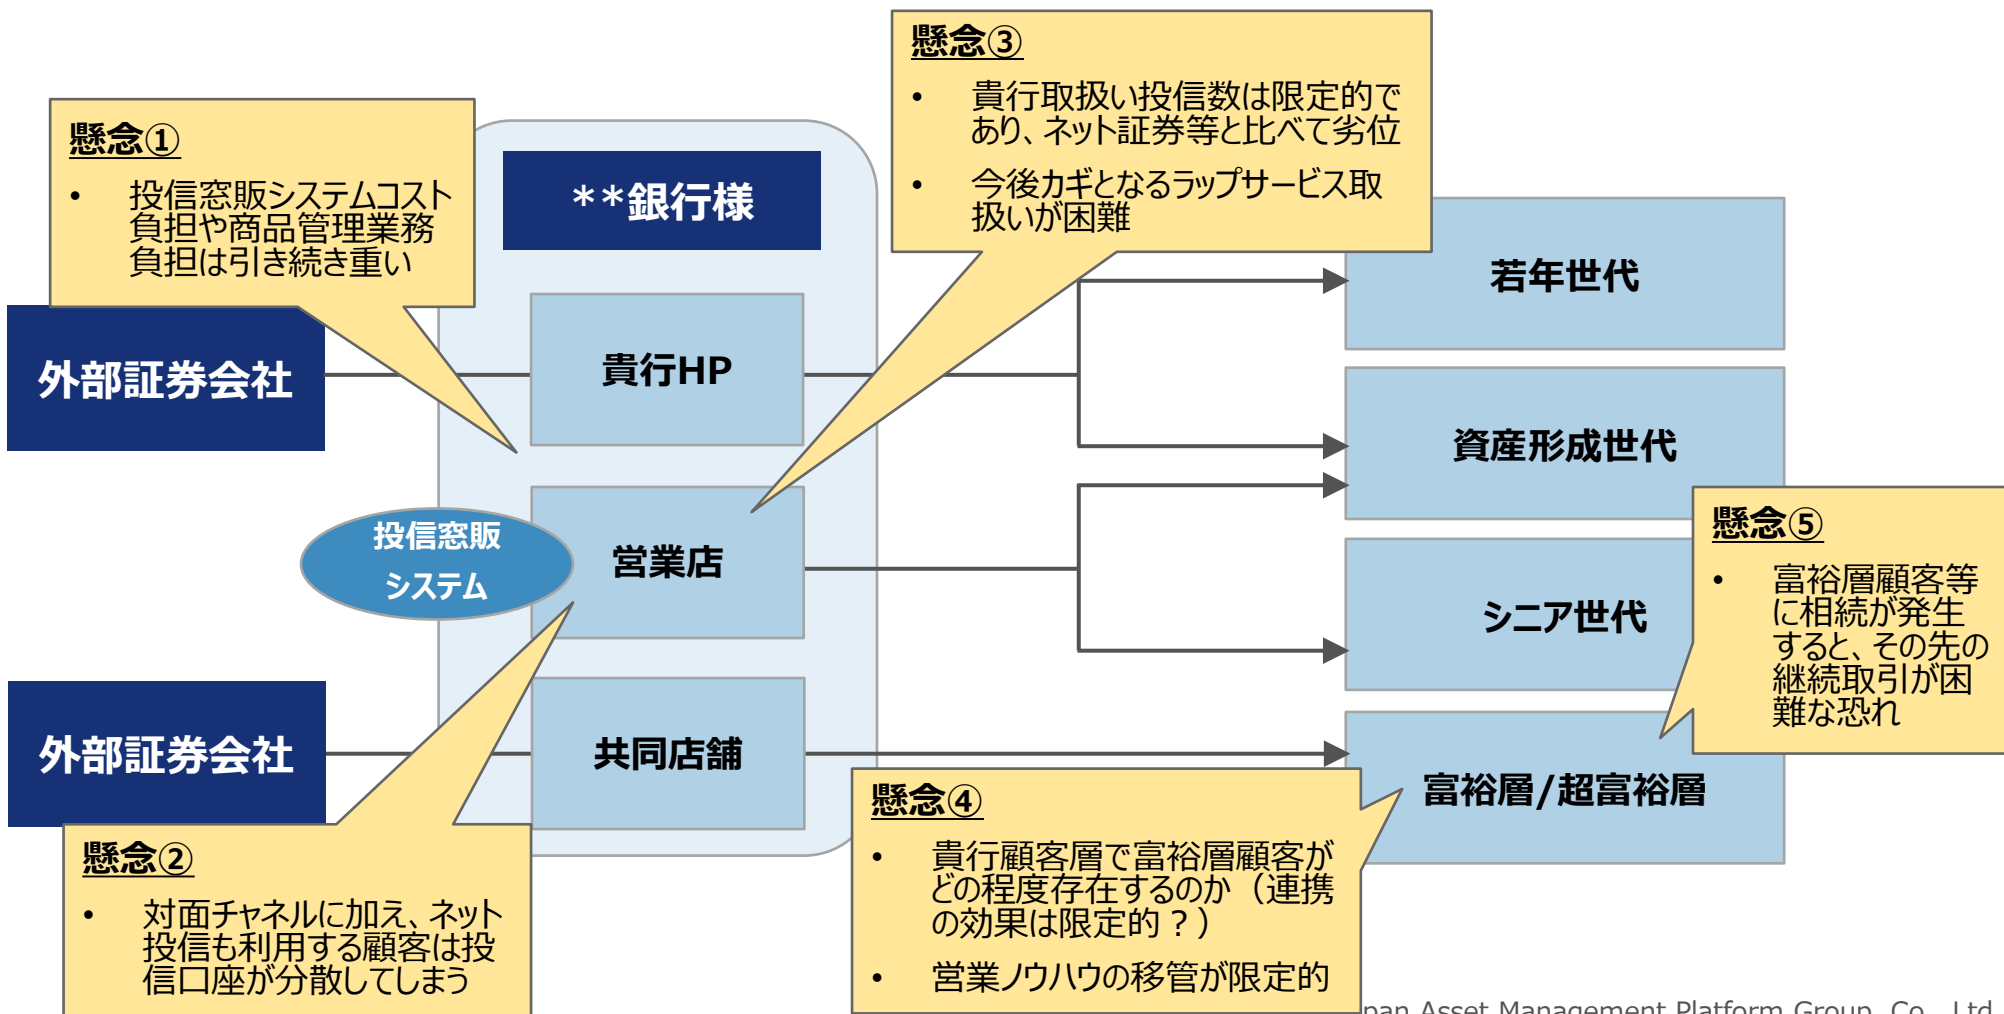 懸念①
• 投信窓販システムコスト
負担や商品管理業務
負担は引き続き重い
**銀行様
懸念③
• 貴行取扱い投信数は限定的で
あり、ネット証券等と比べて劣位
• 今後カギとなるラップサービス取
扱いが困難
外部証券会社
貴行HP
若年世代
資産形成世代
投信窓販
システム
営業店
シニア世代
懸念⑤
• 富裕層顧客等
に相続が発生
すると、その先の
継続取引が困
難な恐れ
外部証券会社
共同店舗
富裕層/超富裕層
懸念②
• 対面チャネルに加え、ネット
投信も利用する顧客は投
信口座が分散してしまう
懸念④
• 貴行顧客層で富裕層顧客が
どの程度存在するのか（連携
の効果は限定的？）
• 営業ノウハウの移管が限定的
pan Asset Management Platform Group, Co., Ltd